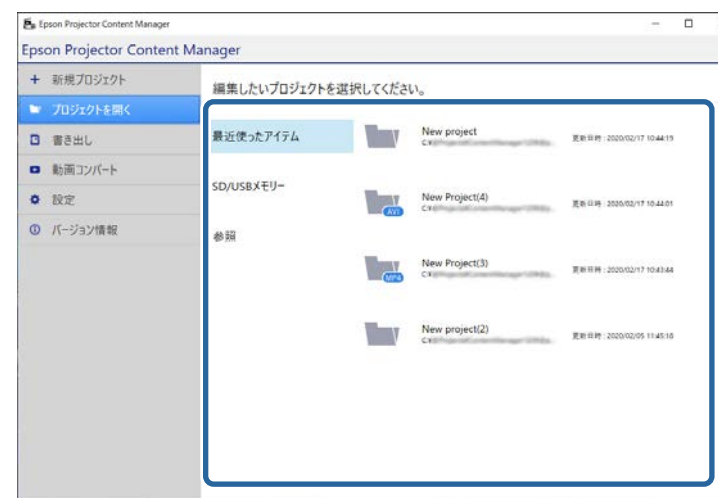 Epson Projector Content Manager
Epson Projector Content Manager
新規プロジェクト
プロジェクトを開く
書き出し
動画コンバート
設定
バージョン情報
編集したいプロジェクトを選択してください。
最近使ったアイテム
SD/USBメモリー
参照
New project
更新日時 : 2020/02/17 10:44:19
New Project(4)
AVI
更新日時 : 2020/02/17 10:44:01
New Project(3)
MP4
更新日時 : 2020/02/17 10:43:44
New project(2)
更新日時 : 2020/02/05 11:45:16